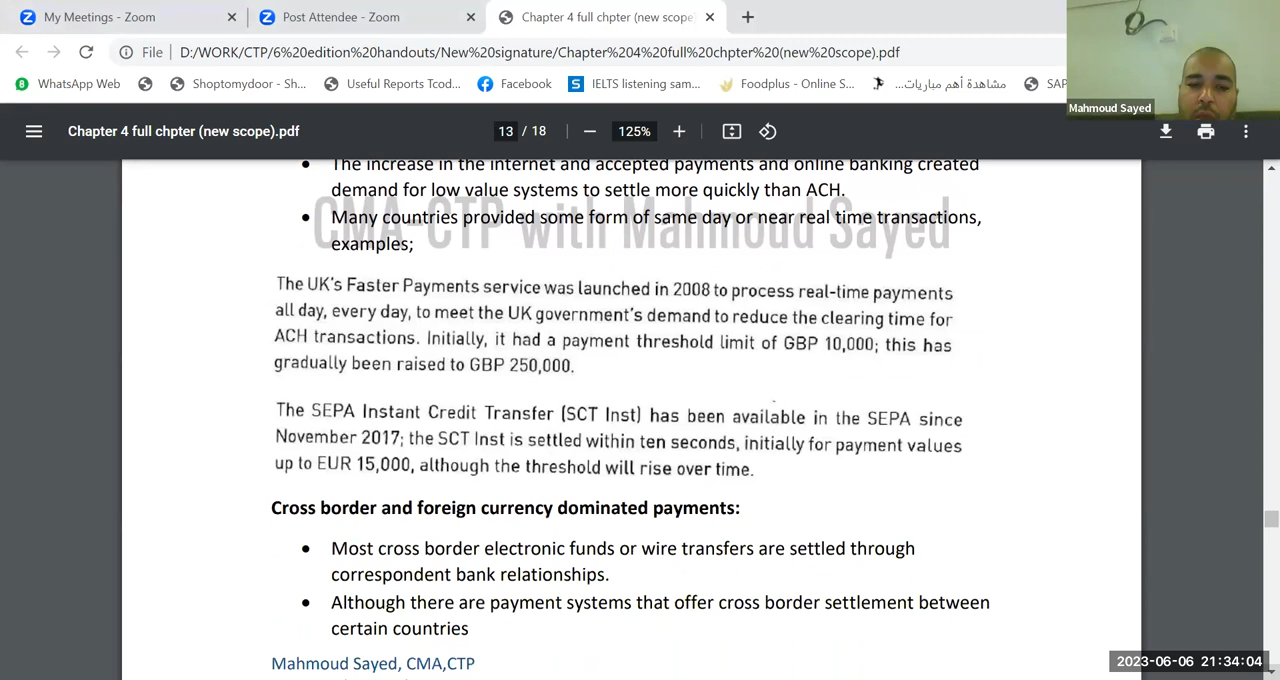 My Meetings - Zoom
Post Attendee - Zoom
Chapter 4 full chpter (new scope
File
D:/WORK/CTP/6%20edition%20handouts/New%20signature/Chapter%204%20full%20chpter%20(new%20scope).pdf
WhatsApp Web
Shoptomydoor - Sh...
Useful Reports Tcod...
Facebook
IELTS listening sam...
Foodplus - Online S...
مشاهدة أهم مباريات...
SAP
Mahmoud Sayed
Chapter 4 full chpter (new scope).pdf
13 / 18
125%
The increase in the internet and accepted payments and online banking created
demand for low value systems to settle more quickly than ACH.
CMA-CTP with Mahmoud Sayed
Many countries provided some form of same day or near real time transactions,
examples;
The UK's Faster Payments service was launched in 2008 to process real-time payments
all day, every day, to meet the UK government's demand to reduce the clearing time for
ACH transactions. Initially, it had a payment threshold limit of GBP 10,000; this has
gradually been raised to GBP 250,000.
The SEPA Instant Credit Transfer (SCT Inst) has been available in the SEPA since
November 2017; the SCT Inst is settled within ten seconds, initially for payment values
up to EUR 15,000, although the threshold will rise over time.
Cross border and foreign currency dominated payments:
Most cross border electronic funds or wire transfers are settled through
correspondent bank relationships.
Although there are payment systems that offer cross border settlement between
certain countries
Mahmoud Sayed, CMA,CTP
2023-06-06 21:34:04